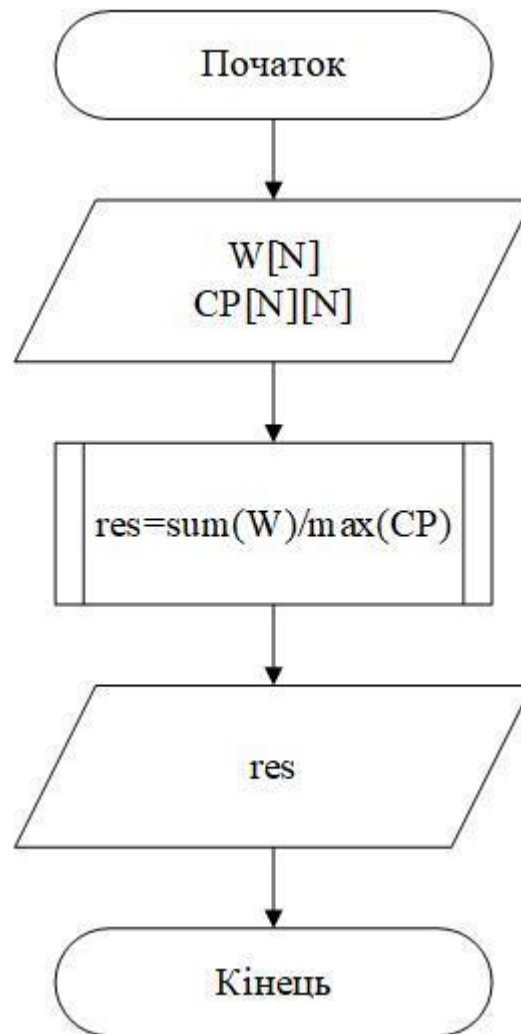 Початок
W[N]
CP[N][N]
res=sum(W)/max(CP)
res
Кінець